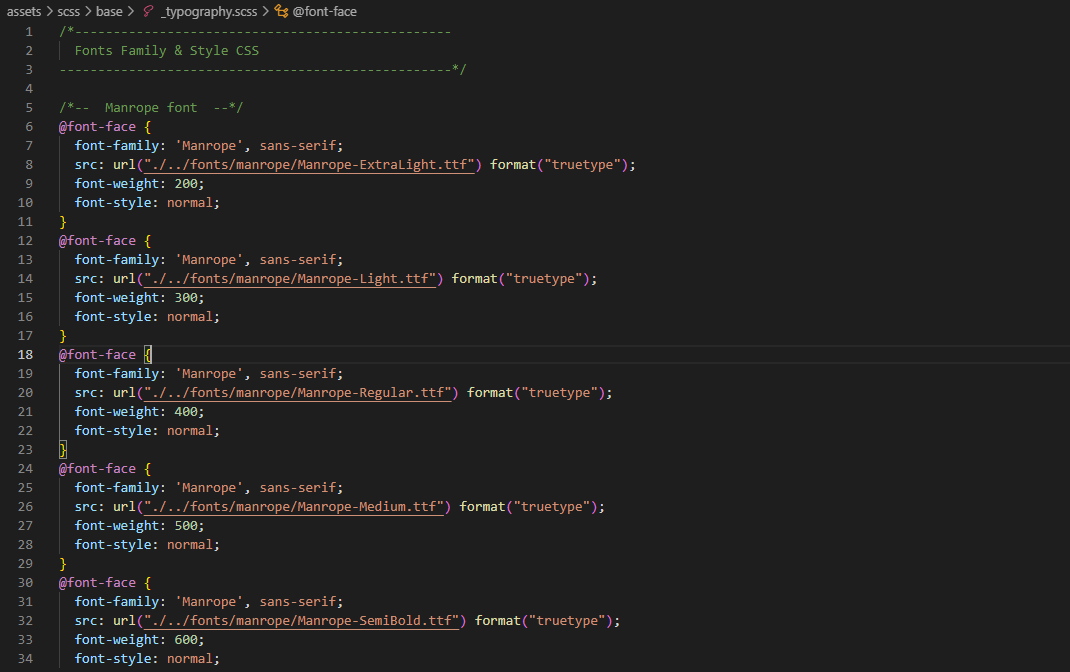 assets > scss > base > _typography.scss > @font-face
1 /*-------------------------------------------------
2 Fonts Family & Style CSS
3 ---------------------------------------------------*/
4
5 /*-- Manrope font --*/
6 @font-face {
7 font-family: 'Manrope', sans-serif;
8 src: url("./../fonts/manrope/Manrope-ExtraLight.ttf") format("truetype");
9 font-weight: 200;
10 font-style: normal;
11 }
12 @font-face {
13 font-family: 'Manrope', sans-serif;
14 src: url("./../fonts/manrope/Manrope-Light.ttf") format("truetype");
15 font-weight: 300;
16 font-style: normal;
17 }
18 @font-face {
19 font-family: 'Manrope', sans-serif;
20 src: url("./../fonts/manrope/Manrope-Regular.ttf") format("truetype");
21 font-weight: 400;
22 font-style: normal;
23 }
24 @font-face {
25 font-family: 'Manrope', sans-serif;
26 src: url("./../fonts/manrope/Manrope-Medium.ttf") format("truetype");
27 font-weight: 500;
28 font-style: normal;
29 }
30 @font-face {
31 font-family: 'Manrope', sans-serif;
32 src: url("./../fonts/manrope/Manrope-SemiBold.ttf") format("truetype");
33 font-weight: 600;
34 font-style: normal;